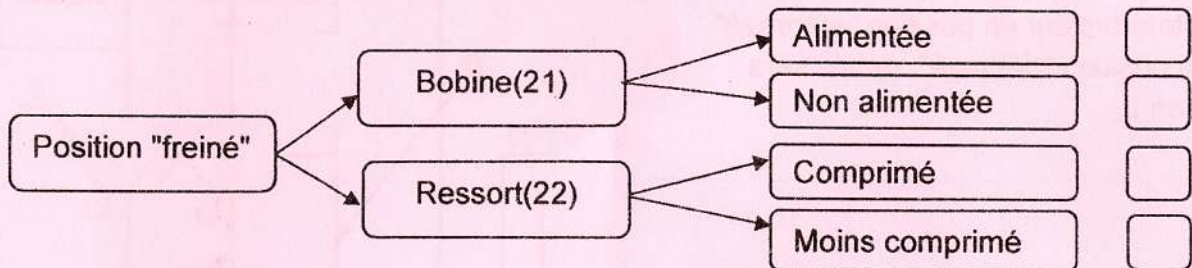 Alimentée
Bobine(21)
Non alimentée
Position "freiné"
Comprimé
Ressort(22)
Moins comprimé